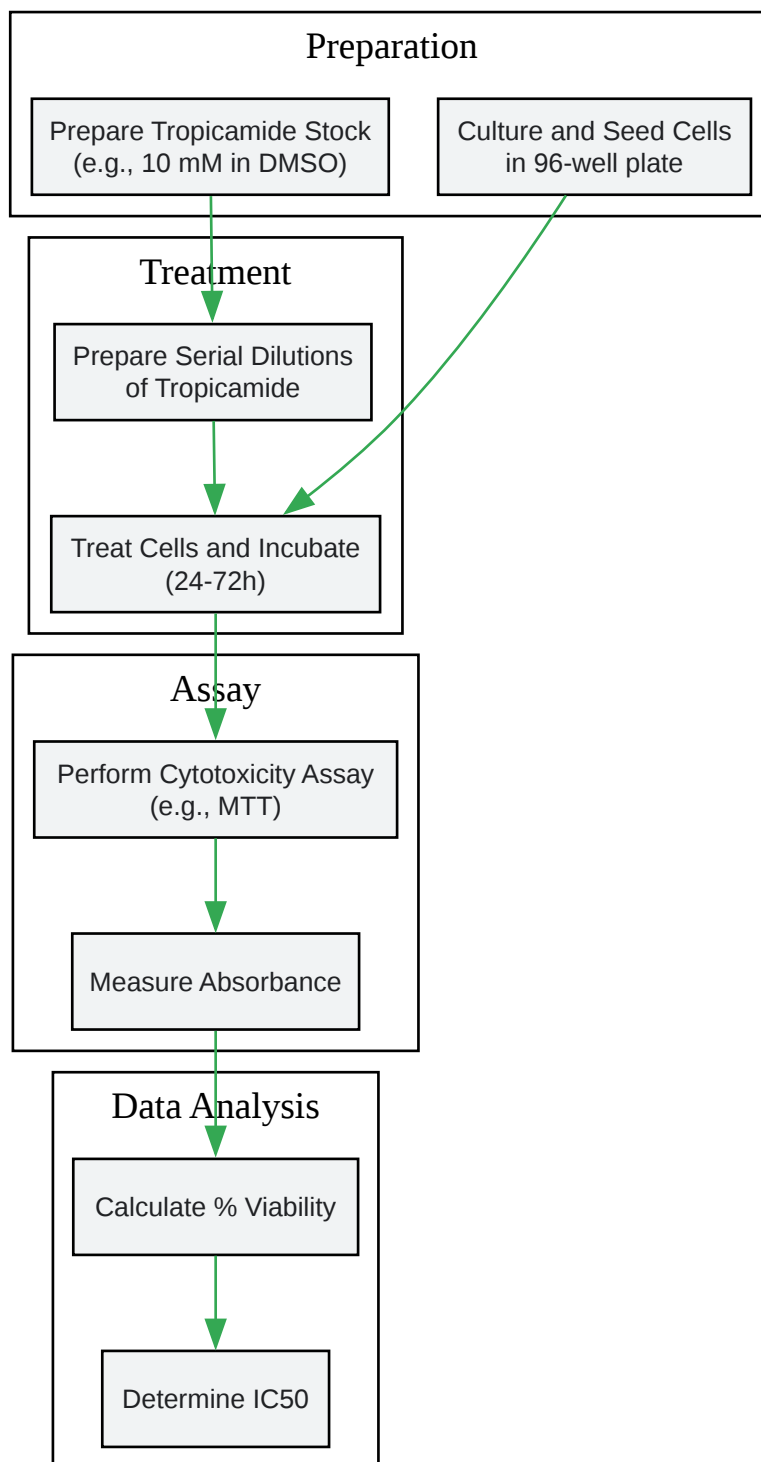 Preparation
Prepare Tropicamide Stock
(e.g., 10 mM in DMSO)
Culture and Seed Cells
in 96-well plate
Treatment
Prepare Serial Dilutions
of Tropicamide
Treat Cells and Incubate
(24-72h)
Assay
Perform Cytotoxicity Assay
(e.g., MTT)
Measure Absorbance
Data Analysis
Calculate % Viability
Determine IC50